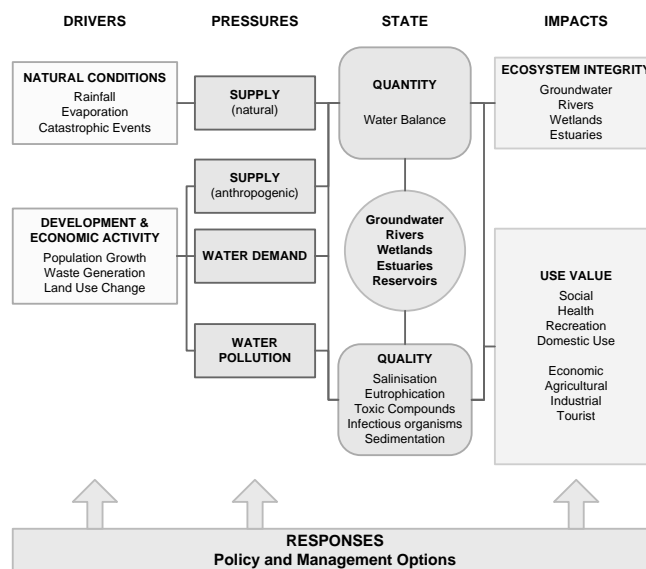 DRIVERS
PRESSURES
STATE
IMPACTS
NATURAL CONDITIONS
Rainfall
Evaporation
Catastrophic Events
DEVELOPMENT &
ECONOMIC ACTIVITY
Population Growth
Waste Generation
Land Use Change
SUPPLY
(natural)
SUPPLY
(anthropogenic)
WATER DEMAND
WATER
POLLUTION
QUANTITY
Water Balance
Groundwater
Rivers
Wetlands
Estuaries
Reservoirs
QUALITY
Salinisation
Eutrophication
Toxic Compounds
Infectious organisms
Sedimentation
ECOSYSTEM INTEGRITY
Groundwater
Rivers
Wetlands
Estuaries
USE VALUE
Social
Health
Recreation
Domestic Use
Economic
Agricultural
Industrial
Tourist
RESPONSES
Policy and Management Options